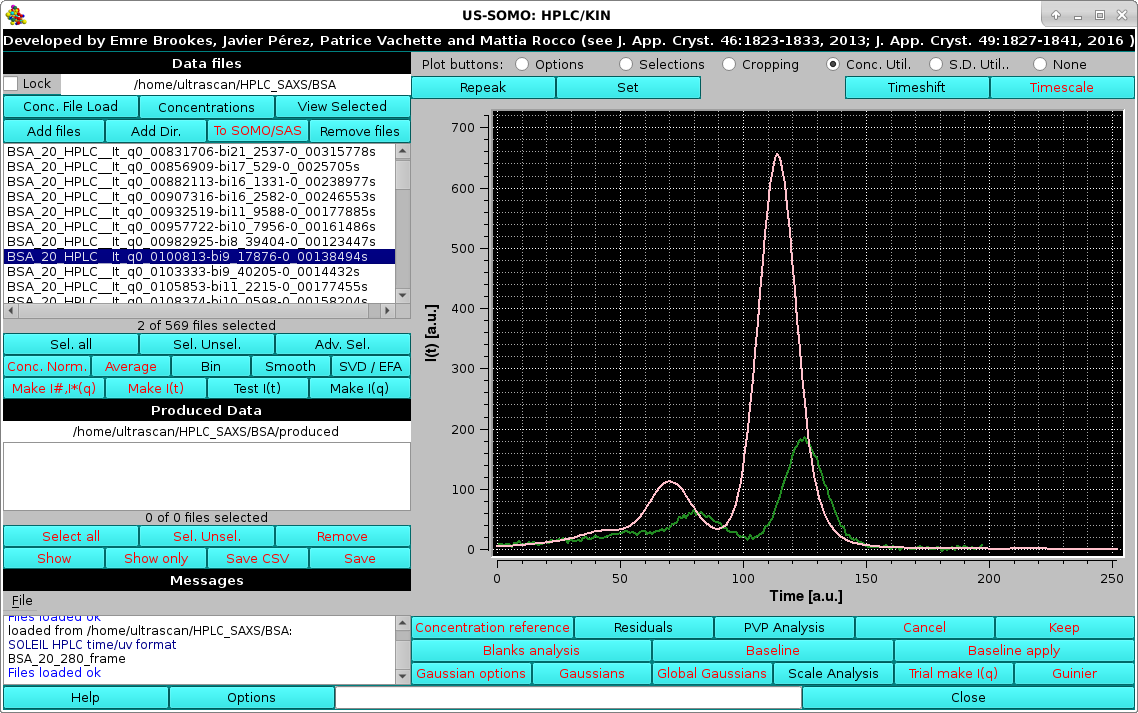 US-SOMO: HPLC/KIN
Developed by Emre Brookes, Javier Pérez, Patrice Vachette and Mattia Rocco (see J. App. Cryst. 46:1823-1833, 2013; J. App. Cryst. 49:1827-1841, 2016 )
Data files
Lock /home/ultrascan/HPLC_SAXS/BSA
Conc. File Load Concentrations View Selected
Add files Add Dir. To SOMO/SAS Remove files
BSA_20_HPLC__It_q0_00831706-bi21_2537-0_00315778s
BSA_20_HPLC__It_q0_00856909-bi17_529-0_0025705s
BSA_20_HPLC__It_q0_00882113-bi16_1331-0_00238977s
BSA_20_HPLC__It_q0_00907316-bi16_2582-0_00246553s
BSA_20_HPLC__It_q0_00932519-bi11_9588-0_00177885s
BSA_20_HPLC__It_q0_00957722-bi10_7956-0_00161486s
BSA_20_HPLC__It_q0_00982925-bi8_39404-0_00123447s
BSA_20_HPLC__It_q0_0100813-bi9_17876-0_00138494s
BSA_20_HPLC__It_q0_0103333-bi9_40205-0_0014432s
BSA_20_HPLC__It_q0_0105853-bi11_2215-0_00177455s
BSA_20_HPLC__It_q0_0108374-bi10_0598-0_00158204s
2 of 569 files selected
Sel. all Sel. Unsel. Adv. Sel.
Conc. Norm. Average Bin Smooth SVD / EFA
Make I#,I*(q) Make I(t) Test I(t) Make I(q)
Produced Data
/home/ultrascan/HPLC_SAXS/BSA/produced
0 of 0 files selected
Select all Sel. Unsel. Remove
Show Show only Save CSV Save
Messages
File
Files loaded ok
loaded from /home/ultrascan/HPLC_SAXS/BSA:
SOLEIL HPLC time/uv format
BSA_20_280_frame
Files loaded ok
Help Options
Plot buttons: Options Selections Cropping Conc. Util. S.D. Util.. None
Repeak Set Timeshift Timescale
I(t) [a.u.]
700
600
500
400
300
200
100
0
0 50 100 150 200 250
Time [a.u.]
Concentration reference Residuals PVP Analysis Cancel Keep
Blanks analysis Baseline Baseline apply
Gaussian options Gaussians Global Gaussians Scale Analysis Trial make I(q) Guinier
Close